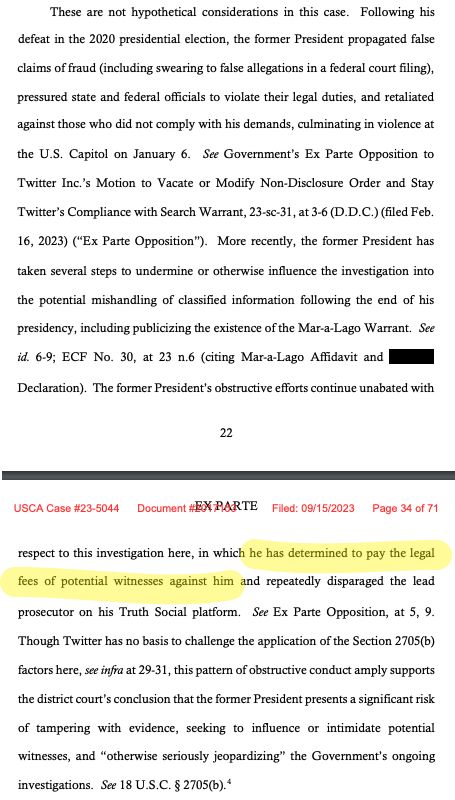 These are not hypothetical considerations in this case. Following his
defeat in the 2020 presidential election, the former President propagated false
claims of fraud (including swearing to false allegations in a federal court filing),
pressured state and federal officials to violate their legal duties, and retaliated
against those who did not comply with his demands, culminating in violence at
the U.S. Capitol on January 6. See Government's Ex Parte Opposition to
Twitter Inc.'s Motion to Vacate or Modify Non-Disclosure Order and Stay
Twitter's Compliance with Search Warrant, 23-sc-31, at 3-6 (D.D.C.) (filed Feb.
16, 2023) ("Ex Parte Opposition"). More recently, the former President has
taken several steps to undermine or otherwise influence the investigation into
the potential mishandling of classified information following the end of his
presidency, including publicizing the existence of the Mar-a-Lago Warrant. See
id. 6-9; ECF No. 30, at 23 n.6 (citing Mar-a-Lago Affidavit and
Declaration). The former President's obstructive efforts continue unabated with
22
EX PARTE
USCA Case #23-5044 Document Filed: 09/15/2023 Page 34 of 71
respect to this investigation here, in which he has determined to pay the legal
fees of potential witnesses against him and repeatedly disparaged the lead
prosecutor on his Truth Social platform. See Ex Parte Opposition, at 5, 9.
Though Twitter has no basis to challenge the application of the Section 2705(b)
factors here, see infra at 29-31, this pattern of obstructive conduct amply supports
the district court's conclusion that the former President presents a significant risk
of tampering with evidence, seeking to influence or intimidate potential
witnesses, and "otherwise seriously jeopardizing" the Government's ongoing
investigations. See 18 U.S.C. § 2705(b).⁴